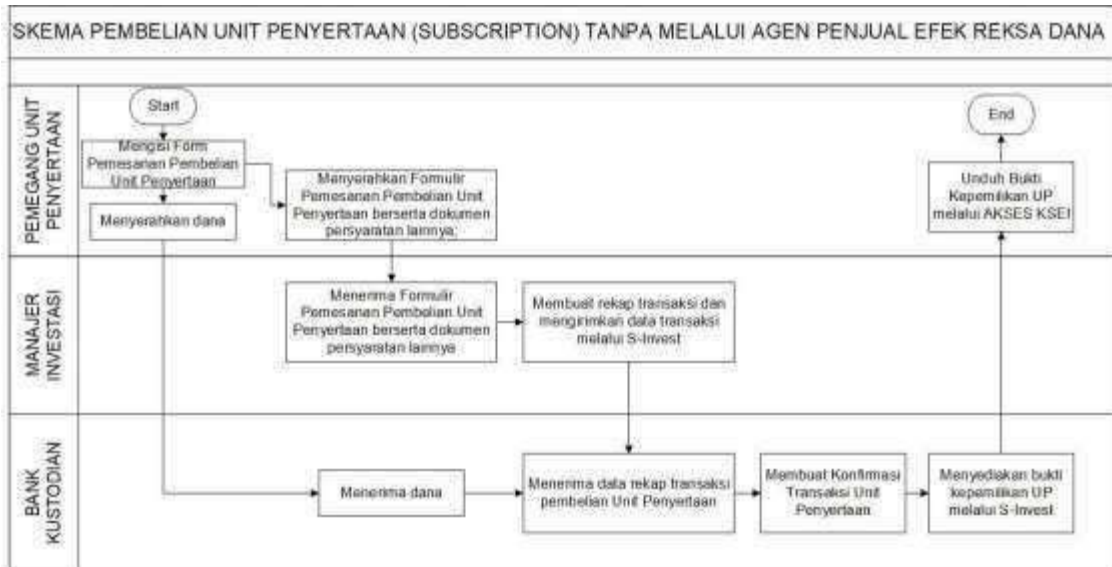 SKEMA PEMBELIAN UNIT PENYERTAAN (SUBSCRIPTION) TANPA MELALUI AGEN PENJUAL EFEK REKSA DANA
PEMEGANG UNIT
PENYERTAAN
Start
Mengisi Form
Pemesanan Pembelian
Unit Penyertaan
Menyerahkan dana
Menyerahkan Formulir
Pemesanan Pembelian Unit
Penyertaan berserta dokumen
persyaratan lainnya;
End
Unduh Bukti
Kepemilikan UP
melalui AKSES KSEI
MANAJER
INVESTASI
Menerima Formulir
Pemesanan Pembelian Unit
Penyertaan berserta dokumen
persyaratan lainnya
Membuat rekap transaksi dan
mengirimkan data transaksi
melalui S-Invest
BANK
KUSTODIAN
Menerima dana
Menerima data rekap transaksi
pembelian Unit Penyertaan
Membuat Konfirmasi
Transaksi Unit
Penyertaan
Menyediakan bukti
kepemilikan UP
melalui S-Invest